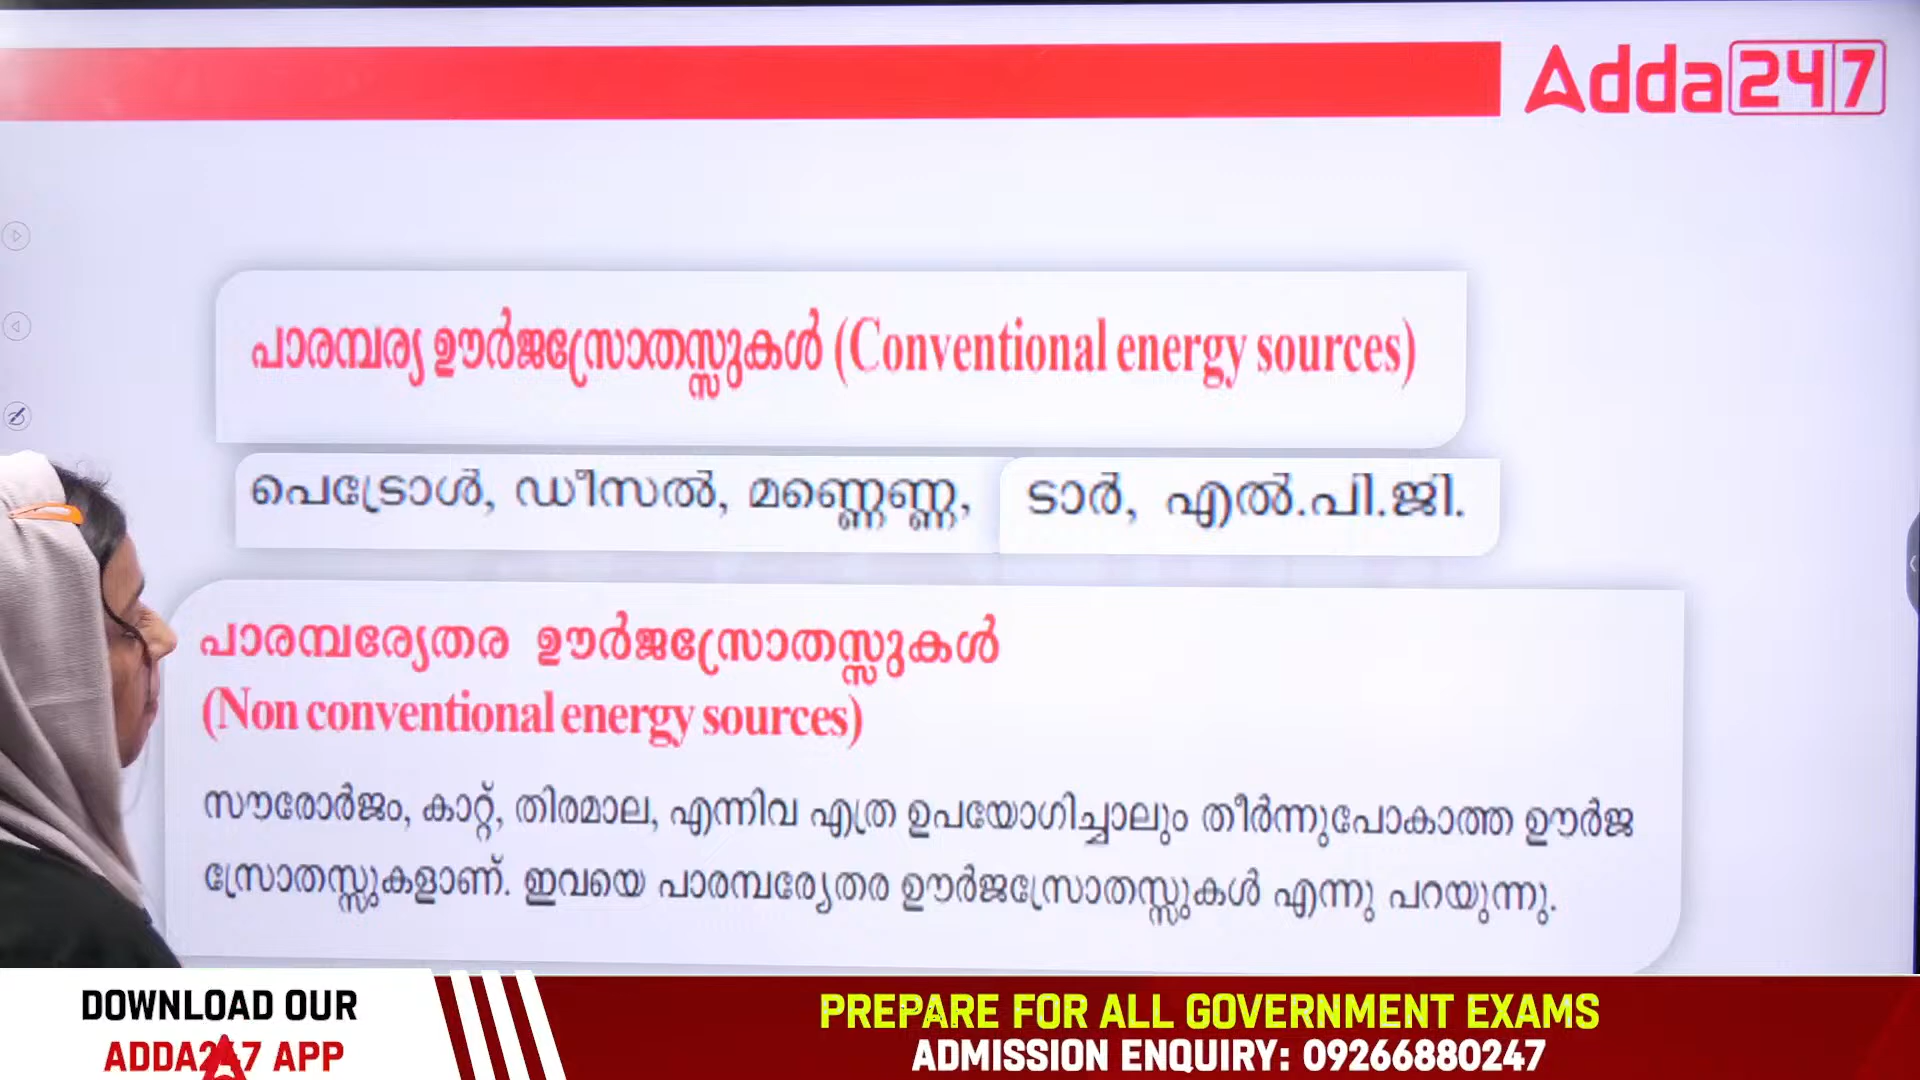 Adda247
പാരമ്പര്യ ഊർജസ്രോതസ്സുകൾ (Conventional energy sources)
പെട്രോൾ, ഡീസൽ, മണ്ണെണ്ണ, ടാർ, എൽ.പി.ജി.
പാരമ്പര്യേതര ഊർജസ്രോതസ്സുകൾ
(Non conventional energy sources)
സൗരോർജം, കാറ്റ്, തിരമാല, എന്നിവ എത്ര ഉപയോഗിച്ചാലും തീർന്നുപോകാത്ത ഊർജ
സ്രോതസ്സുകളാണ്. ഇവയെ പാരമ്പര്യേതര ഊർജസ്രോതസ്സുകൾ എന്നു പറയുന്നു.
DOWNLOAD OUR
ADDA247 APP
PREPARE FOR ALL GOVERNMENT EXAMS
ADMISSION ENQUIRY: 09266880247